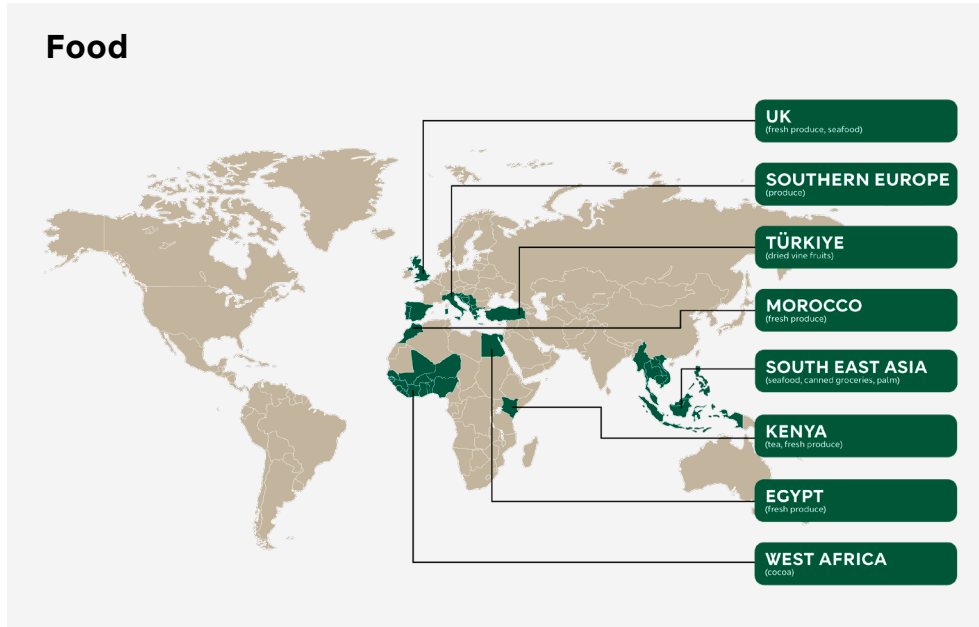 Food
UK
(fresh produce, seafood)
SOUTHERN EUROPE
(produce)
TÜRKIYE
(dried vine fruits)
MOROCCO
(fresh produce)
SOUTH EAST ASIA
(seafood, canned groceries, palm)
KENYA
(tea, fresh produce)
EGYPT
(fresh produce)
WEST AFRICA
(cocoa)